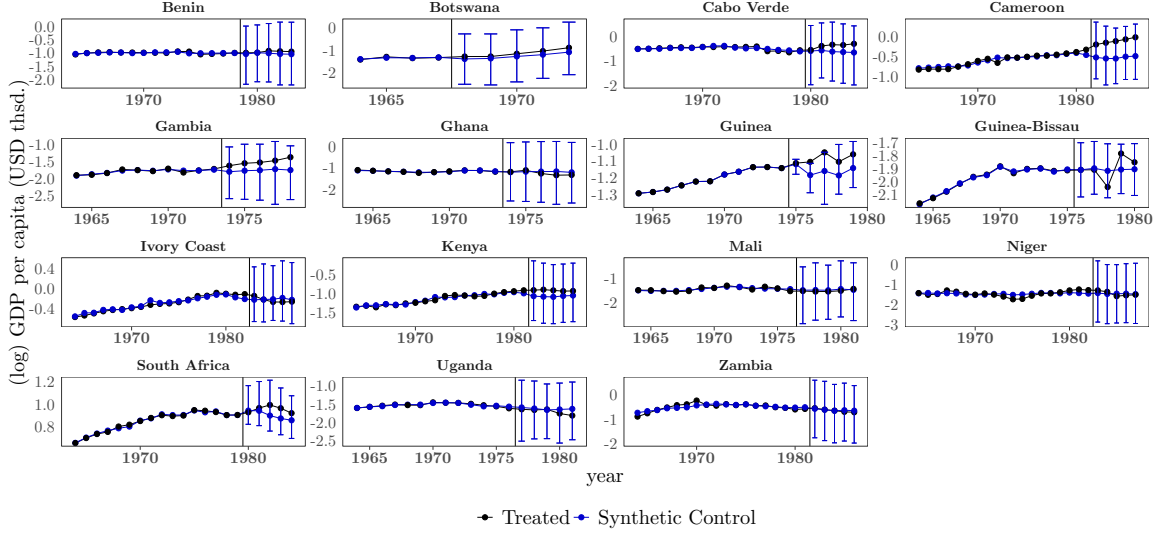 Benin Botswana Cabo Verde Cameroon
0.0 -0.5 -1.0 -1.5 -2.0
0 -1 -2
0 -1 -2
0.0 -0.5 -1.0
1970 1980 1965 1970 1970 1980 1970 1980
Gambia Ghana Guinea Guinea-Bissau
-1.0 -1.5 -2.0 -2.5
0 -1 -2
-1.0 -1.1 -1.2 -1.3
-1.7 -1.8 -1.9 -2.0 -2.1
1965 1970 1975 1965 1970 1975 1965 1970 1975 1980 1965 1970 1975 1980
Ivory Coast Kenya Mali Niger
0.4 0.0 -0.4
-0.5 -1.0 -1.5
-1 -2
0 -1 -2 -3
1970 1980 1970 1980 1965 1970 1975 1980 1970 1980
South Africa Uganda Zambia
1.2 1.0 0.8
-1.0 -1.5 -2.0 -2.5
0 -1 -2
1970 1980 1965 1970 1975 1980 1970 1980
(log) GDP per capita (USD thsd.)
year
Treated Synthetic Control